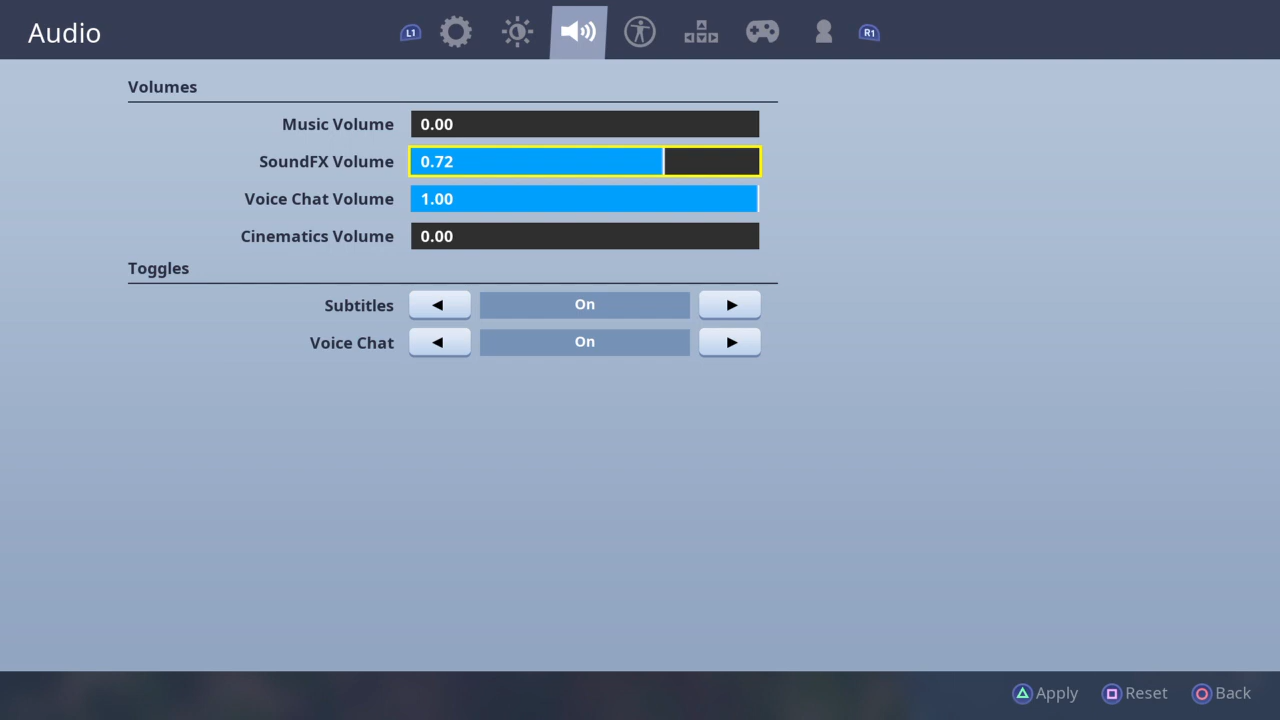 Audio
L1
R1
Volumes
Music Volume 0.00
SoundFX Volume 0.72
Voice Chat Volume 1.00
Cinematics Volume 0.00
Toggles
Subtitles On
Voice Chat On
Apply Reset Back